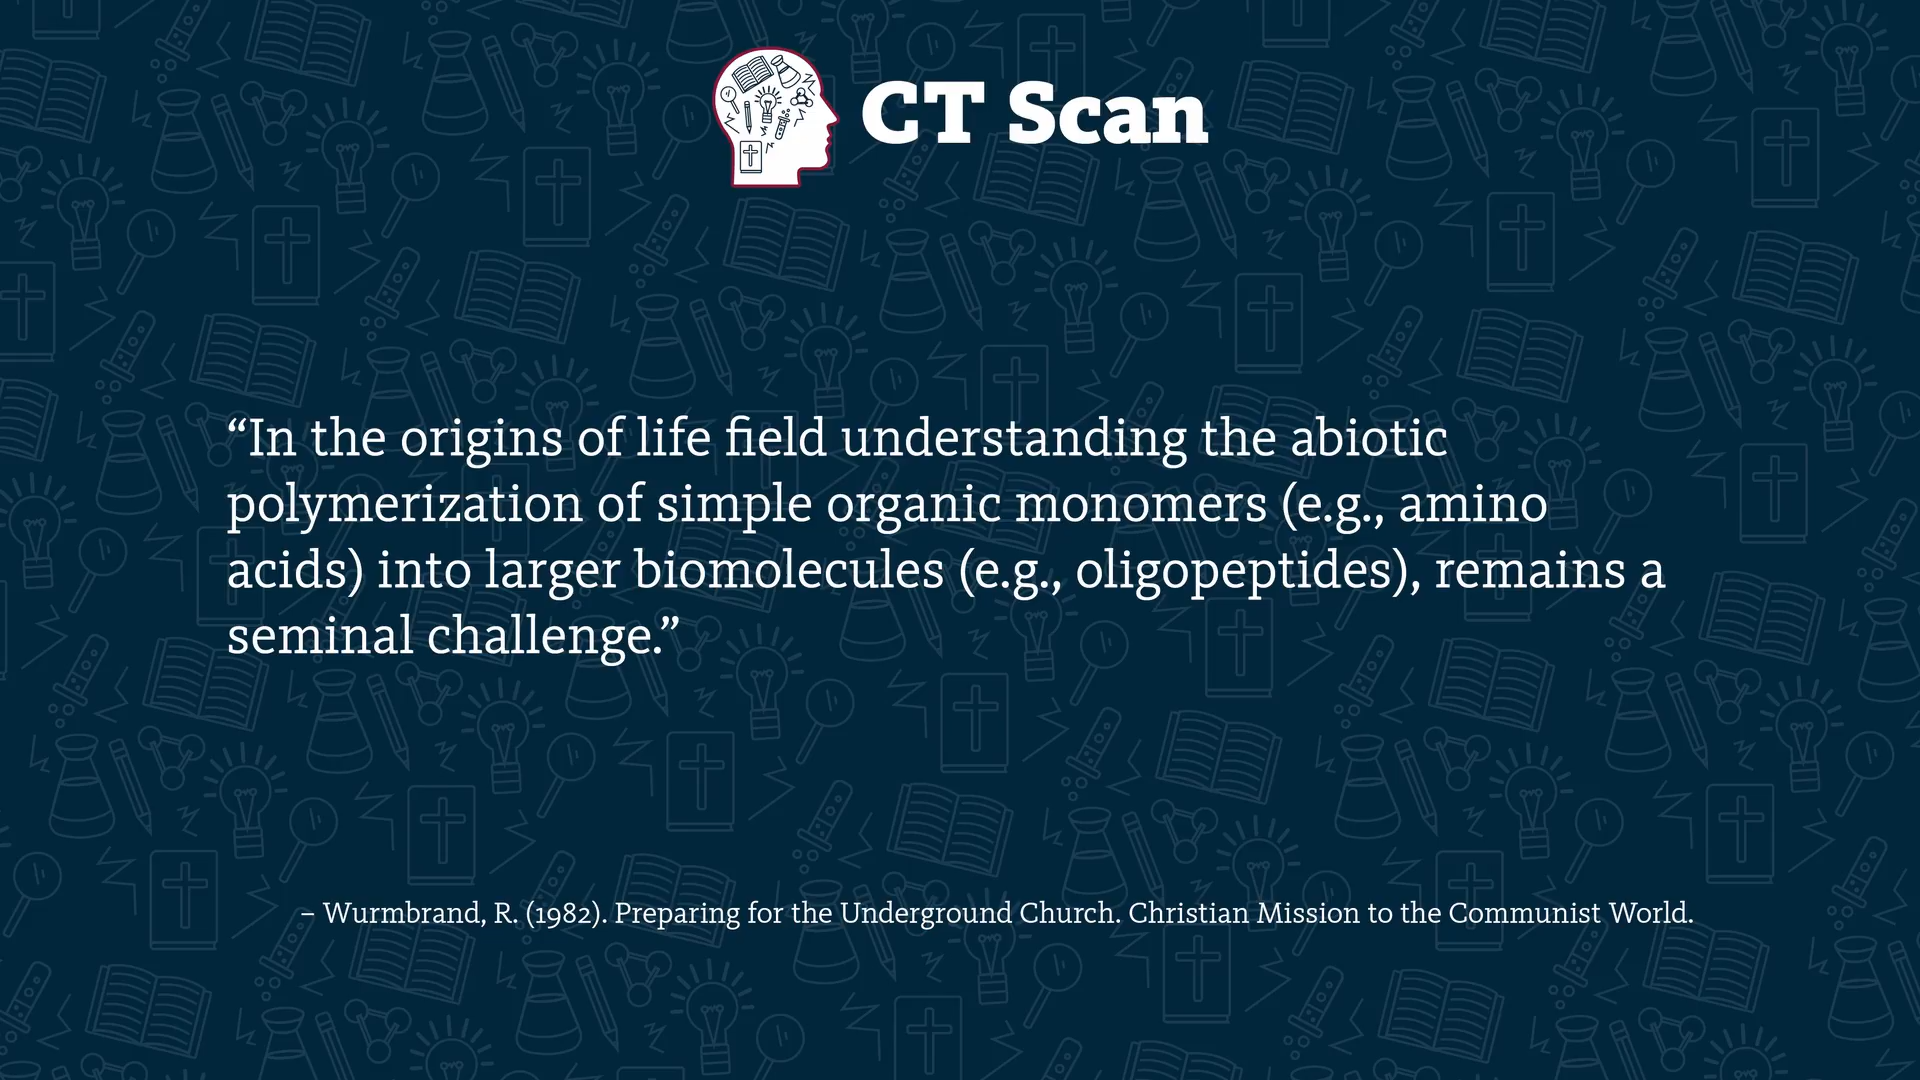 CT Scan
“In the origins of life field understanding the abiotic
polymerization of simple organic monomers (e.g., amino
acids) into larger biomolecules (e.g., oligopeptides), remains a
seminal challenge.”
– Wurmbrand, R. (1982). Preparing for the Underground Church. Christian Mission to the Communist World.